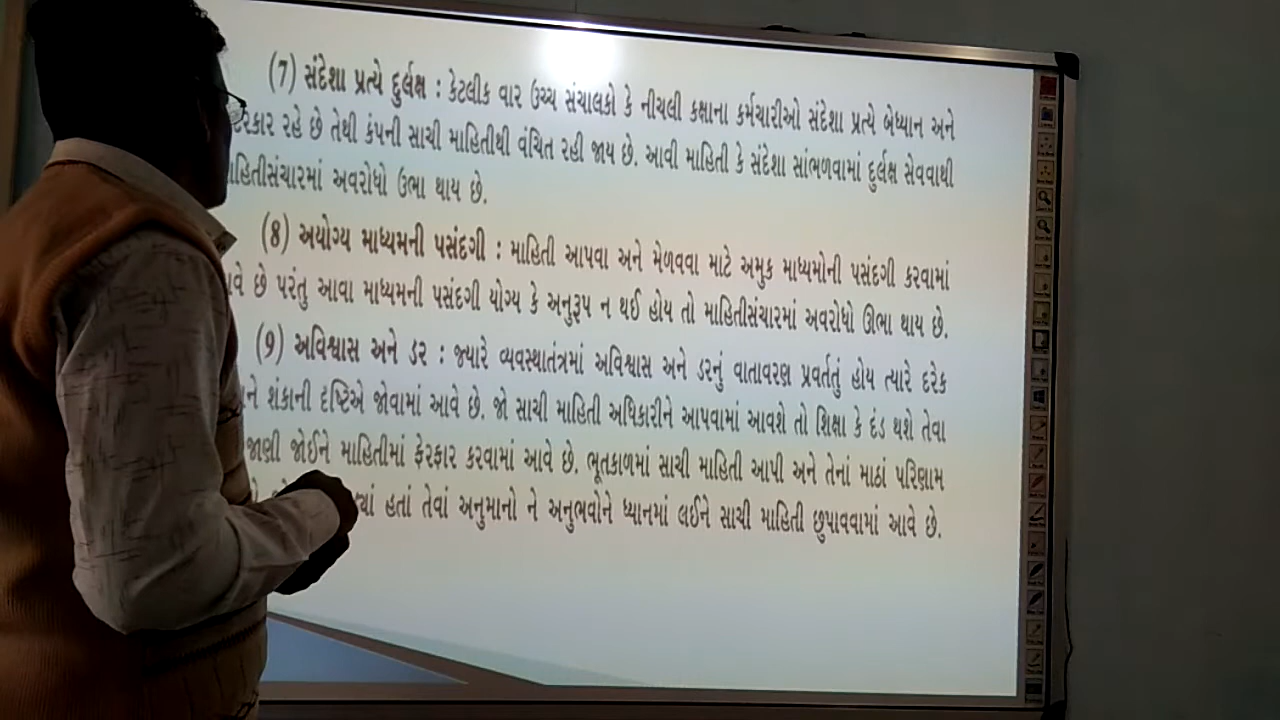 (7) સંદેશા પ્રત્યે દુર્લક્ષ : કેટલીક વાર ઉચ્ચ સંચાલકો કે નીચલી કક્ષાના કર્મચારીઓ સંદેશા પ્રત્યે બેધ્યાન અને
રહે છે તેથી કંપની સાચી માહિતીથી વંચિત રહી જાય છે. આવી માહિતી કે સંદેશા સાંભળવામાં દુર્લક્ષ સેવવાથી
માહિતીસંચારમાં અવરોધો ઉભા થાય છે.
(8) અયોગ્ય માધ્યમની પસંદગી : માહિતી આપવા અને મેળવવા માટે અમુક માધ્યમોની પસંદગી કરવામાં
છે પરંતુ આવા માધ્યમની પસંદગી યોગ્ય કે અનુરૂપ ન થઈ હોય તો માહિતીસંચારમાં અવરોધો ઊભા થાય છે.
(9) અવિશ્વાસ અને ડર : જ્યારે વ્યવસ્થાતંત્રમાં અવિશ્વાસ અને ડરનું વાતાવરણ પ્રવર્તતું હોય ત્યારે દરેક
શંકાની દૃષ્ટિએ જોવામાં આવે છે. જો સાચી માહિતી અધિકારીને આપવામાં આવશે તો શિક્ષા કે દંડ થશે તેવા
જાણી જોઈને માહિતીમાં ફેરફાર કરવામાં આવે છે. ભૂતકાળમાં સાચી માહિતી આપી અને તેનાં માઠાં પરિણામ
હતાં તેવાં અનુમાનો ને અનુભવોને ધ્યાનમાં લઈને સાચી માહિતી છુપાવવામાં આવે છે.